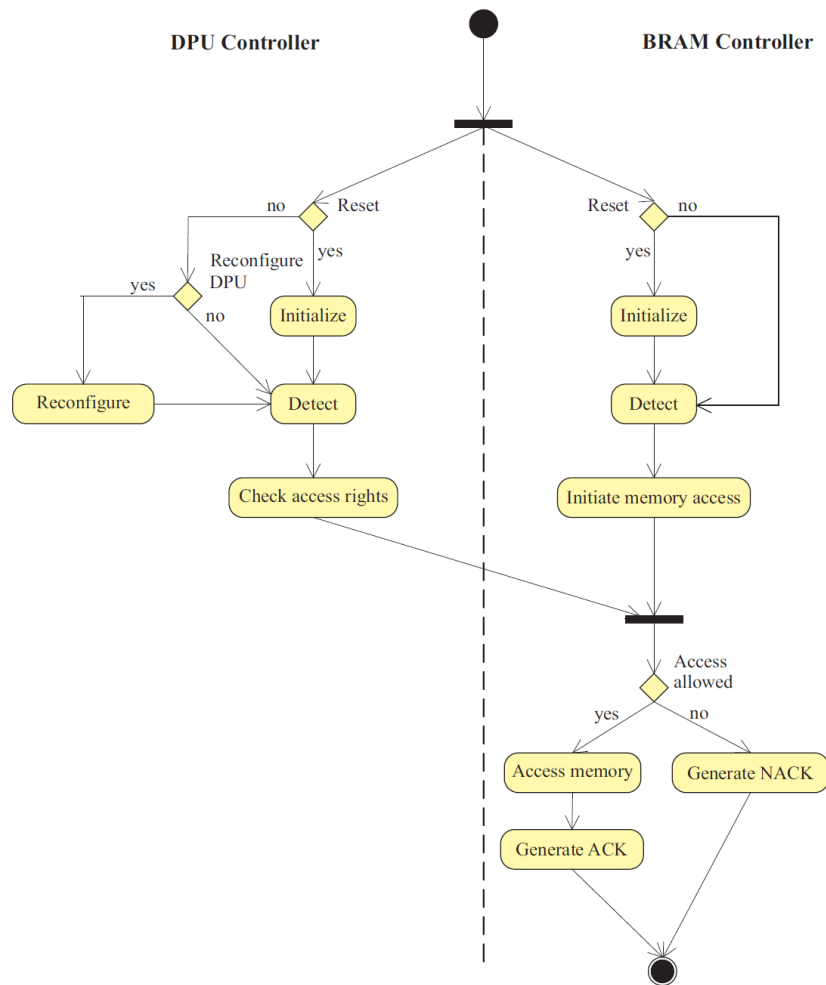 DPU Controller
BRAM Controller
no
Reset
Reset
no
yes
yes
Reconfigure
DPU
yes
no
Initialize
Initialize
Reconfigure
Detect
Detect
Check access rights
Initiate memory access
Access
allowed
yes
no
Access memory
Generate NACK
Generate ACK